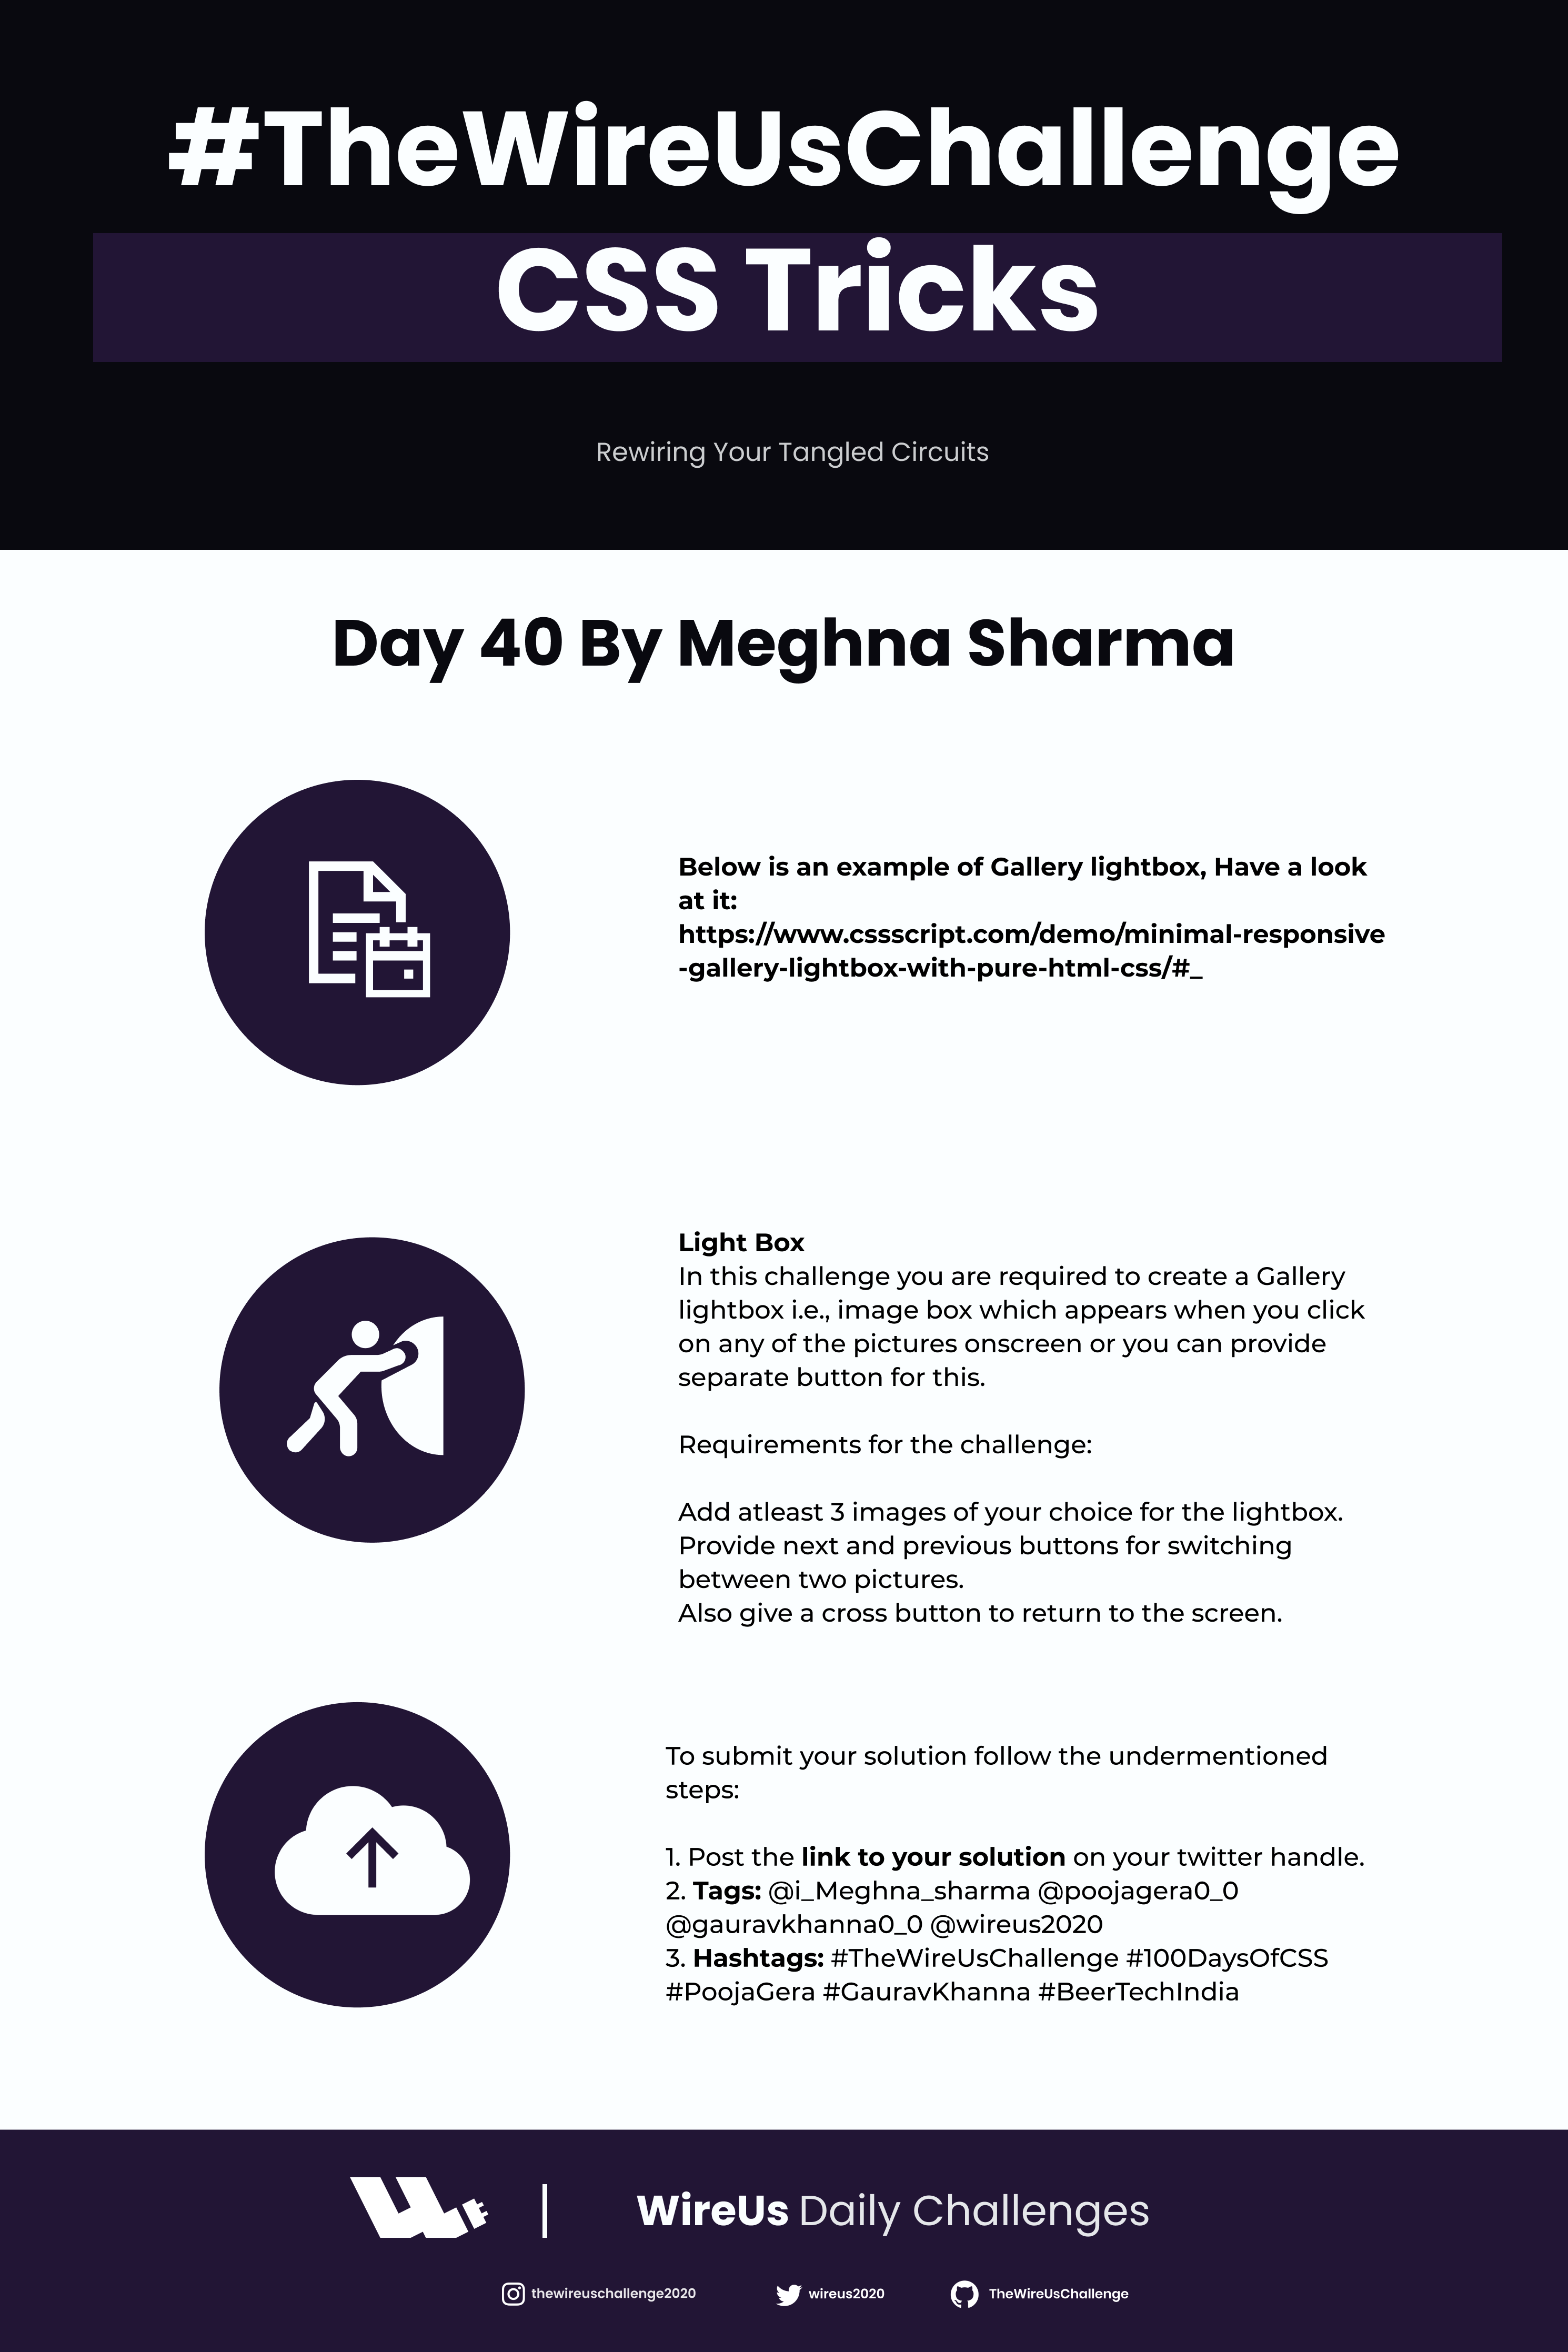 #TheWireUsChallenge
CSS Tricks
Rewiring Your Tangled Circuits
Day 40 By Meghna Sharma
Below is an example of Gallery lightbox, Have a look
at it:
https://www.cssscript.com/demo/minimal-responsive
-gallery-lightbox-with-pure-html-css/#_
Light Box
In this challenge you are required to create a Gallery
lightbox i.e., image box which appears when you click
on any of the pictures onscreen or you can provide
separate button for this.
Requirements for the challenge:
Add atleast 3 images of your choice for the lightbox.
Provide next and previous buttons for switching
between two pictures.
Also give a cross button to return to the screen.
To submit your solution follow the undermentioned
steps:
1. Post the link to your solution on your twitter handle.
2. Tags: @i_Meghna_sharma @poojagera0_0
@gauravkhanna0_0 @wireus2020
3. Hashtags: #TheWireUsChallenge #100DaysOfCSS
#PoojaGera #GauravKhanna #BeerTechIndia
WireUs Daily Challenges
thewireuschallenge2020 wireus2020 TheWireUsChallenge